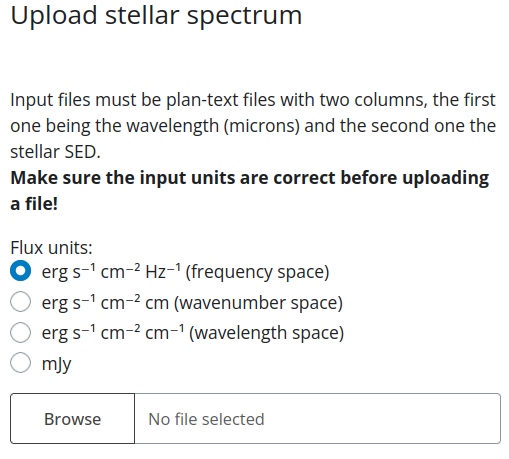 Upload stellar spectrum
Input files must be plan-text files with two columns, the first
one being the wavelength (microns) and the second one the
stellar SED.
Make sure the input units are correct before uploading
a file!
Flux units:
erg s⁻¹ cm⁻² Hz⁻¹ (frequency space)
erg s⁻¹ cm⁻² cm (wavenumber space)
erg s⁻¹ cm⁻² cm⁻¹ (wavelength space)
mJy
Browse No file selected